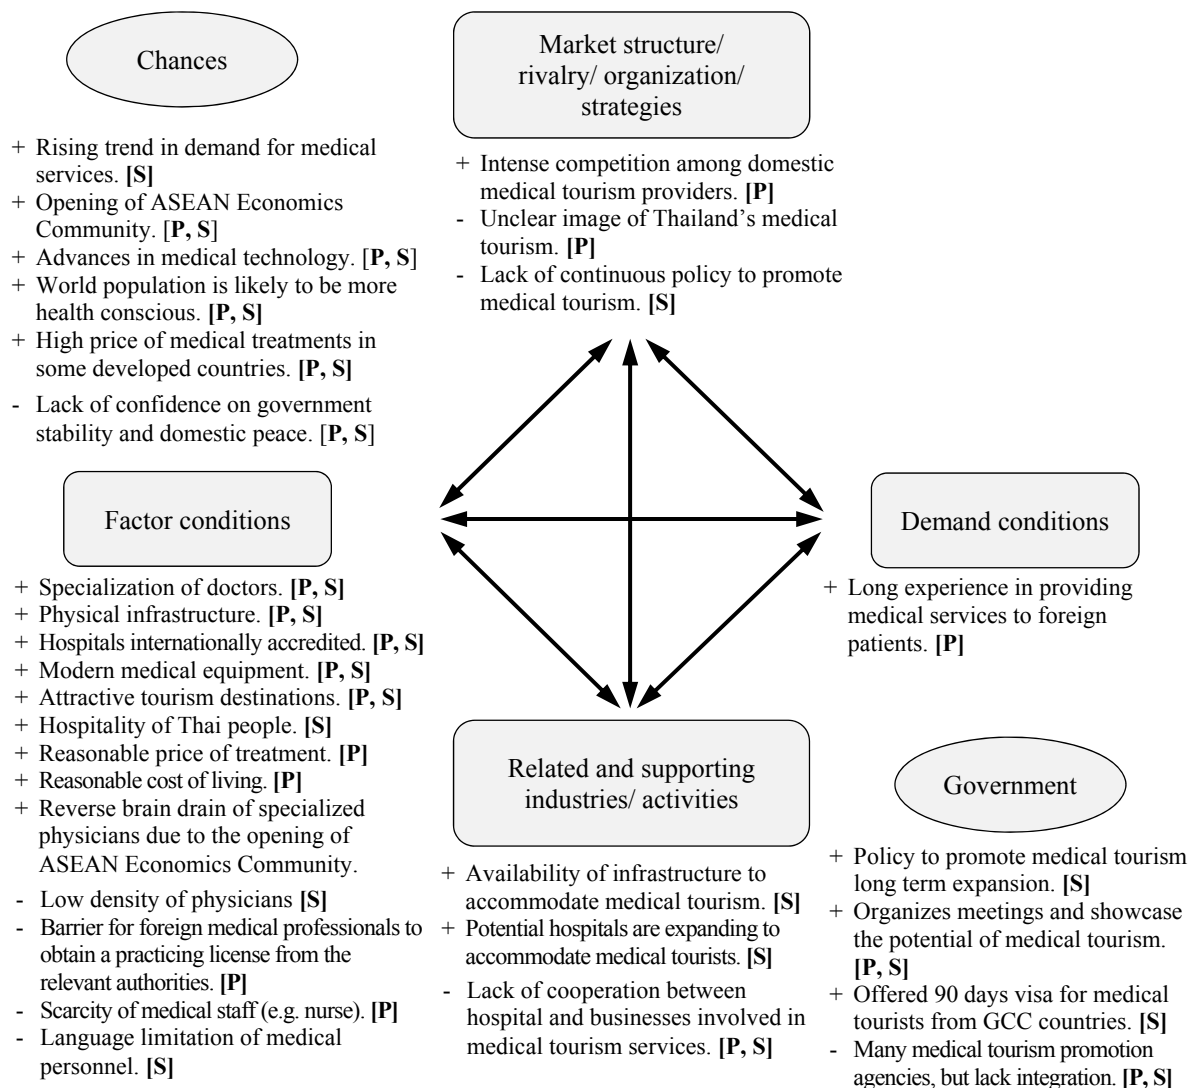 Chances
+ Rising trend in demand for medical
services. [S]
+ Opening of ASEAN Economics
Community. [P, S]
+ Advances in medical technology. [P, S]
+ World population is likely to be more
health conscious. [P, S]
+ High price of medical treatments in
some developed countries. [P, S]
- Lack of confidence on government
stability and domestic peace. [P, S]
Market structure/
rivalry/ organization/
strategies
+ Intense competition among domestic
medical tourism providers. [P]
- Unclear image of Thailand's medical
tourism. [P]
- Lack of continuous policy to promote
medical tourism. [S]
Factor conditions
+ Specialization of doctors. [P, S]
+ Physical infrastructure. [P, S]
+ Hospitals internationally accredited. [P, S]
+ Modern medical equipment. [P, S]
+ Attractive tourism destinations. [P, S]
+ Hospitality of Thai people. [S]
+ Reasonable price of treatment. [P]
+ Reasonable cost of living. [P]
+ Reverse brain drain of specialized
physicians due to the opening of
ASEAN Economics Community.
- Low density of physicians [S]
- Barrier for foreign medical professionals to
obtain a practicing license from the
relevant authorities. [P]
- Scarcity of medical staff (e.g. nurse). [P]
- Language limitation of medical
personnel. [S]
Demand conditions
+ Long experience in providing
medical services to foreign
patients. [P]
Related and supporting
industries/ activities
+ Availability of infrastructure to
accommodate medical tourism. [S]
+ Potential hospitals are expanding to
accommodate medical tourists. [S]
- Lack of cooperation between
hospital and businesses involved in
medical tourism services. [P, S]
Government
+ Policy to promote medical tourism
long term expansion. [S]
+ Organizes meetings and showcase
the potential of medical tourism.
[P, S]
+ Offered 90 days visa for medical
tourists from GCC countries. [S]
- Many medical tourism promotion
agencies, but lack integration. [P, S]